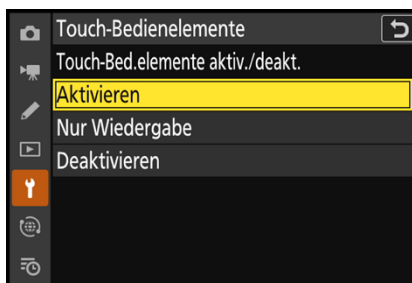 Touch-Bedienelemente
Touch-Bed.elemente aktiv./deakt.
Aktivieren
Nur Wiedergabe
Deaktivieren